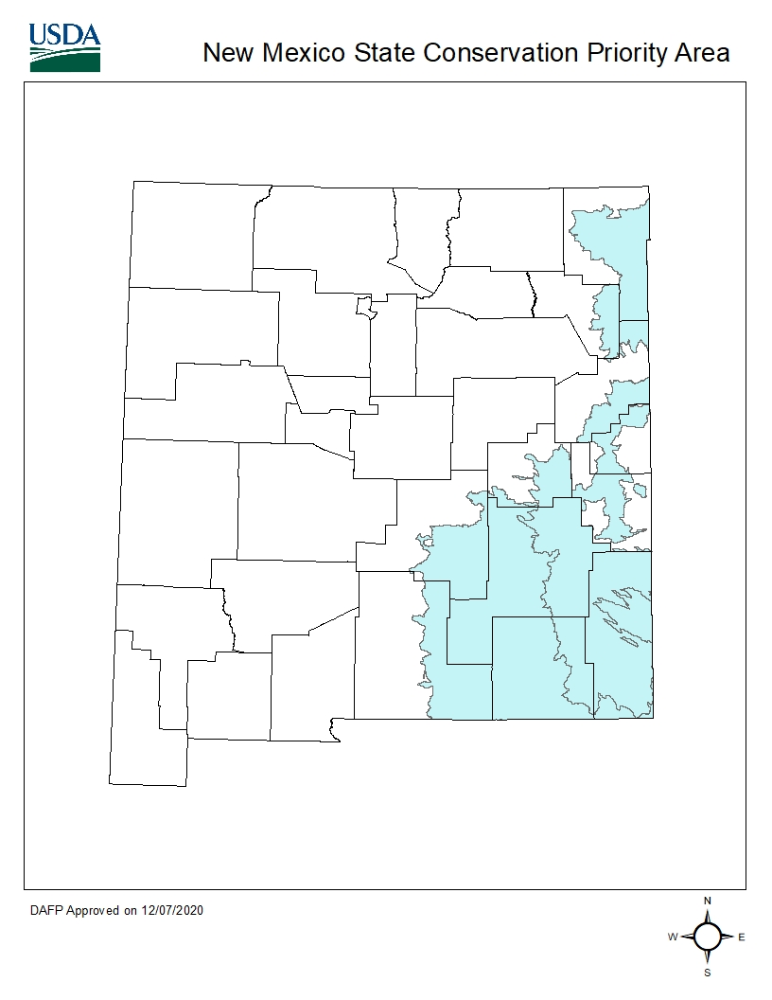 USDA
New Mexico State Conservation Priority Area
DAFP Approved on 12/07/2020
N
W E
S